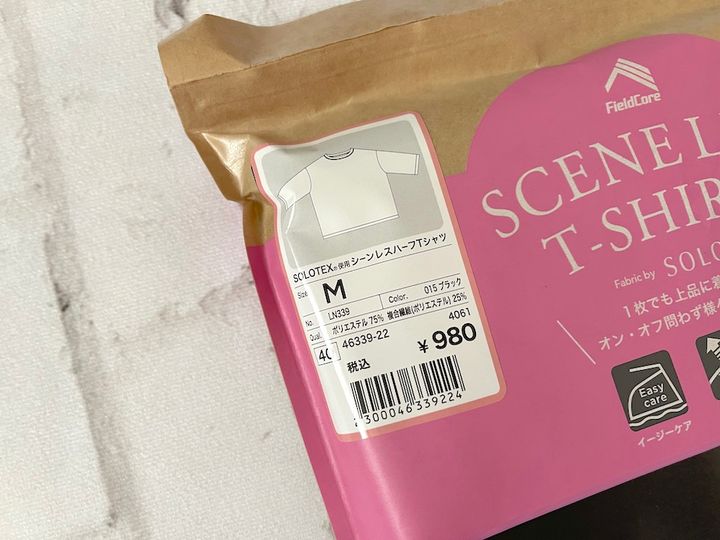 FieldCore
SCENE L
T-SHIR
Fabric by SOLO
1枚でも上品に着
オン・オフ問わず様々
Easy
care
イージーケア
SOLOTEX®使用 シーンレスハーフTシャツ
Size M
No. LN339 Color. 015 ブラック
Qual. ポリエステル 75% 複合繊維(ポリエステル) 25%
40 46339-22 4061
税込 ¥980
2300046339224